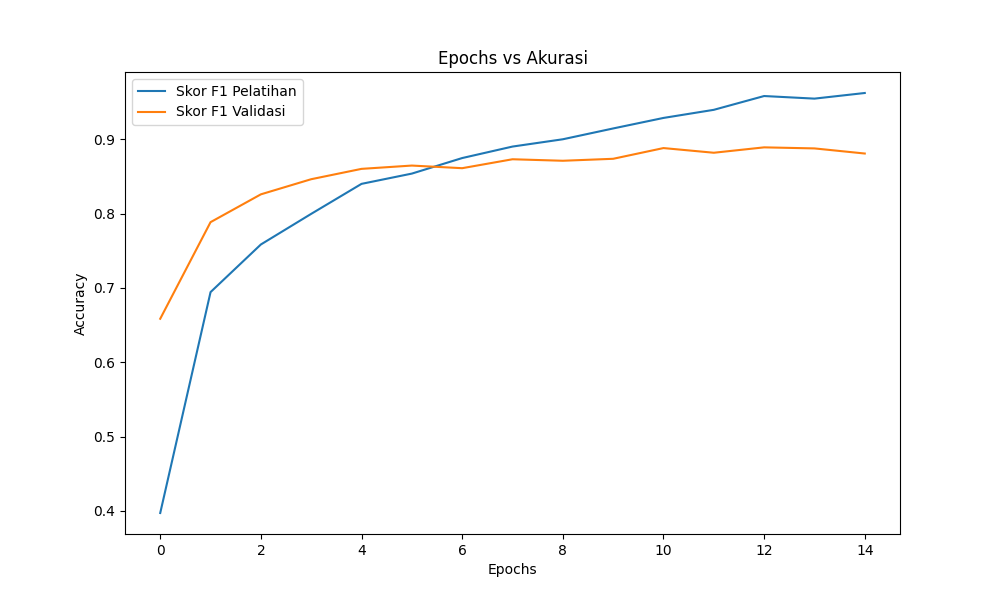 Epochs vs Akurasi
Skor F1 Pelatihan
Skor F1 Validasi
Accuracy
0.9
0.8
0.7
0.6
0.5
0.4
0 2 4 6 8 10 12 14
Epochs